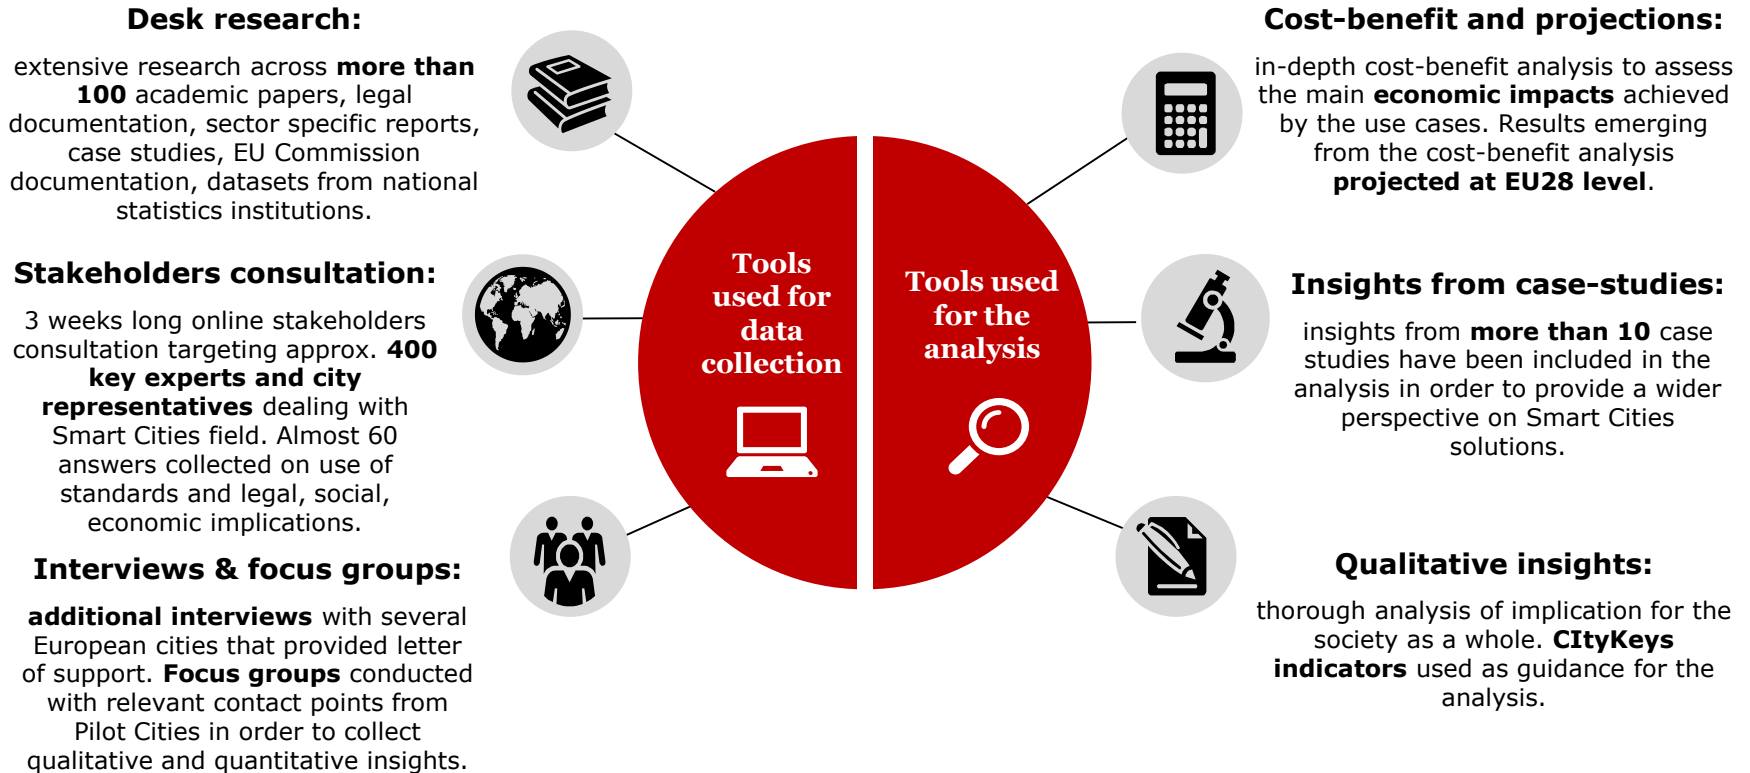 Desk research:
extensive research across more than
100 academic papers, legal
documentation, sector specific reports,
case studies, EU Commission
documentation, datasets from national
statistics institutions.
Stakeholders consultation:
3 weeks long online stakeholders
consultation targeting approx. 400
key experts and city
representatives dealing with
Smart Cities field. Almost 60
answers collected on use of
standards and legal, social,
economic implications.
Interviews & focus groups:
additional interviews with several
European cities that provided letter
of support. Focus groups conducted
with relevant contact points from
Pilot Cities in order to collect
qualitative and quantitative insights.
Tools
used for
data
collection
Tools used
for the
analysis
Cost-benefit and projections:
in-depth cost-benefit analysis to assess
the main economic impacts achieved
by the use cases. Results emerging
from the cost-benefit analysis
projected at EU28 level.
Insights from case-studies:
insights from more than 10 case
studies have been included in the
analysis in order to provide a wider
perspective on Smart Cities
solutions.
Qualitative insights:
thorough analysis of implication for the
society as a whole. CItyKeys
indicators used as guidance for the
analysis.